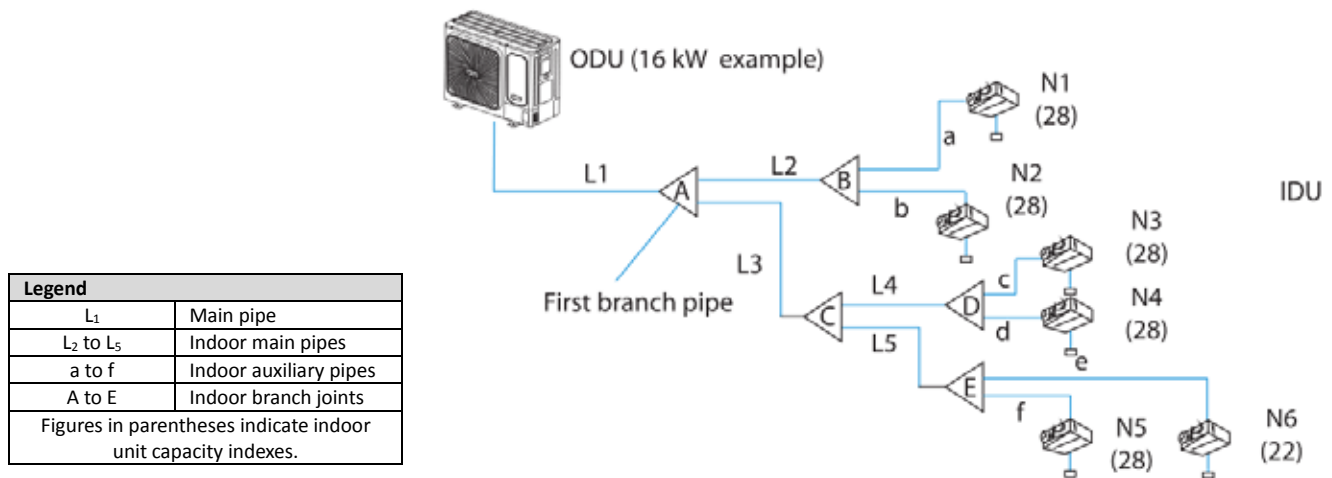 ODU (16 kW example)
N1
(28)
a
L1
L2
A
B
N2
(28)
b
IDU
N3
(28)
L3
c
L4
First branch pipe
C
D
N4
(28)
d
L5
e
E
f
N5
(28)
N6
(22)
Legend
L₁ Main pipe
L₂ to L₅ Indoor main pipes
a to f Indoor auxiliary pipes
A to E Indoor branch joints
Figures in parentheses indicate indoor
unit capacity indexes.